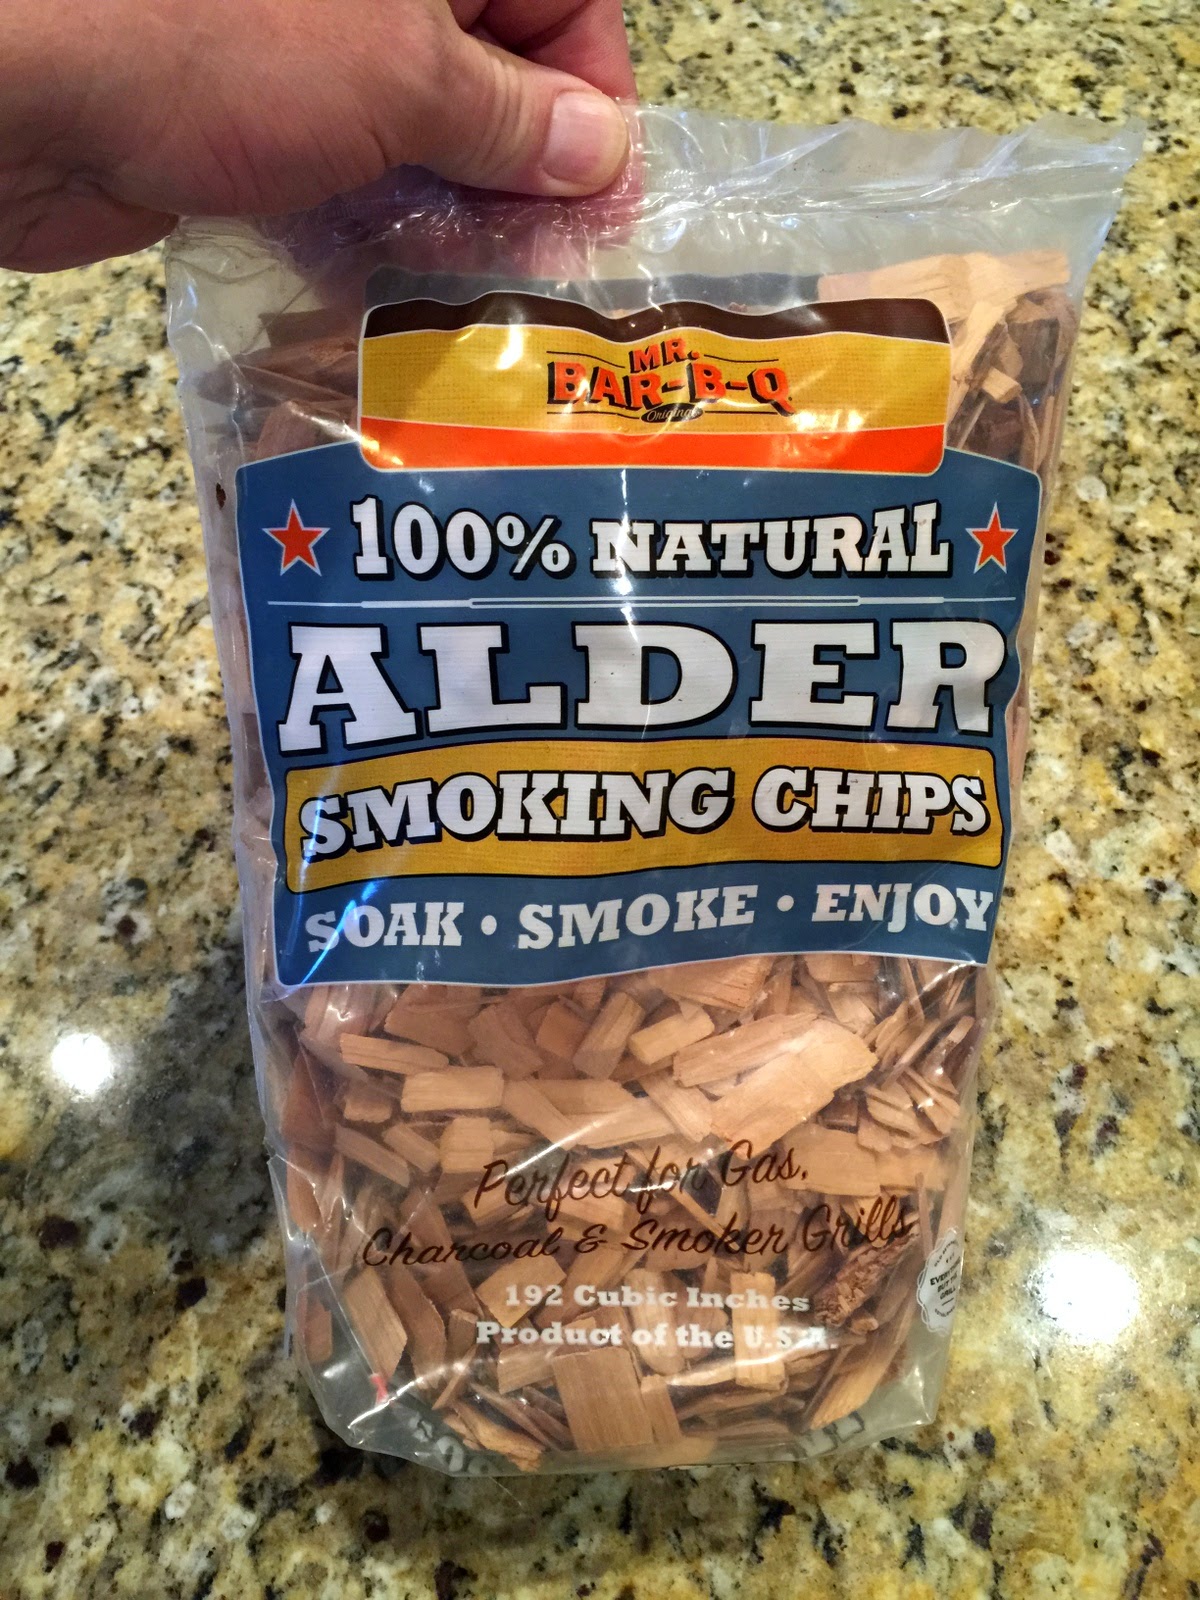 MR.
BAR-B-Q
Original
100% NATURAL
ALDER
SMOKING CHIPS
SOAK • SMOKE • ENJOY
Perfect for Gas,
Charcoal & Smoker Grills
192 Cubic Inches
Product of the U.S.A.